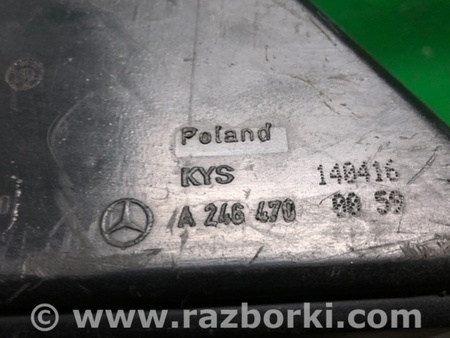 Poland
KYS 140416
A 246 470 00 59
© www.razborki.com